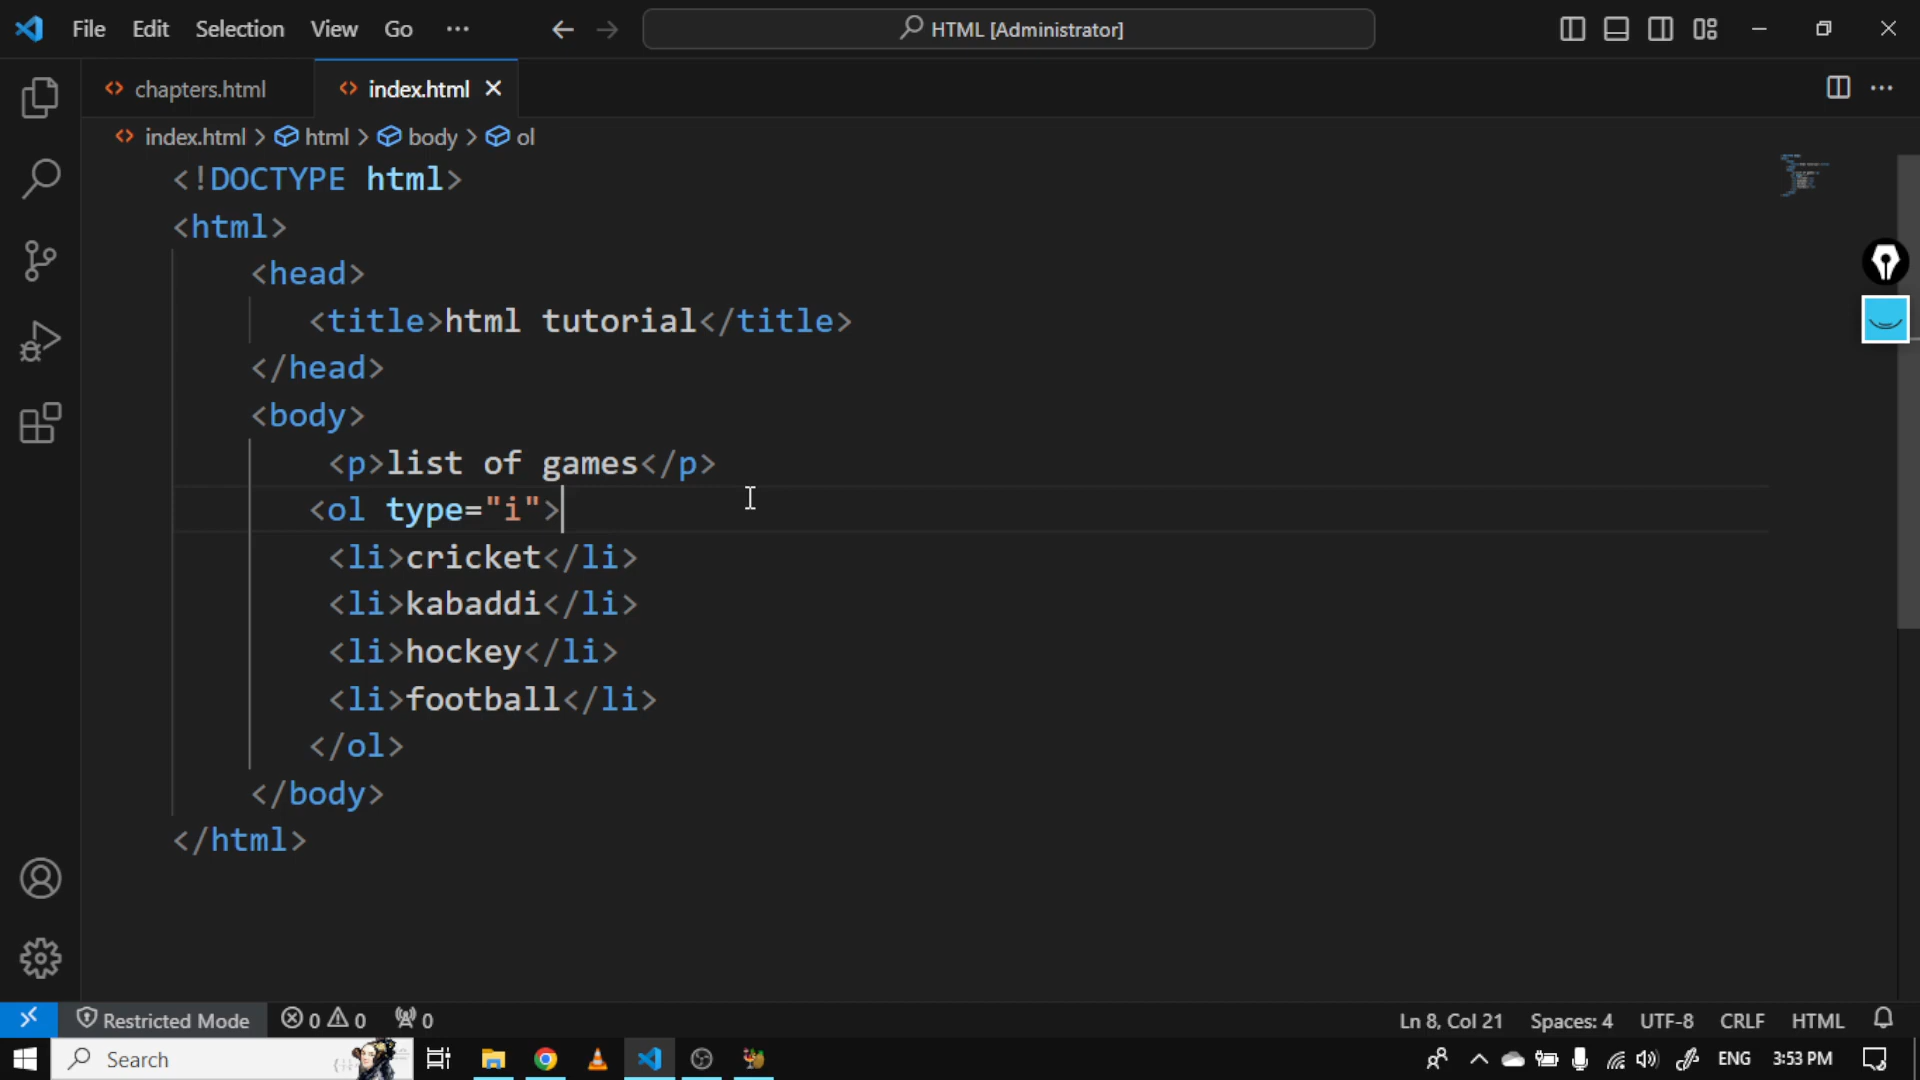 File Edit Selection View Go ··· HTML [Administrator]
chapters.html index.html
index.html > html > body > ol
<!DOCTYPE html>
<html>
<head>
<title>html tutorial</title>
</head>
<body>
<p>list of games</p>
<ol type="i">
<li>cricket</li>
<li>kabaddi</li>
<li>hockey</li>
<li>football</li>
</ol>
</body>
</html>
Restricted Mode 0 0 0 Ln 8, Col 21 Spaces: 4 UTF-8 CRLF HTML
Search ENG 3:53 PM